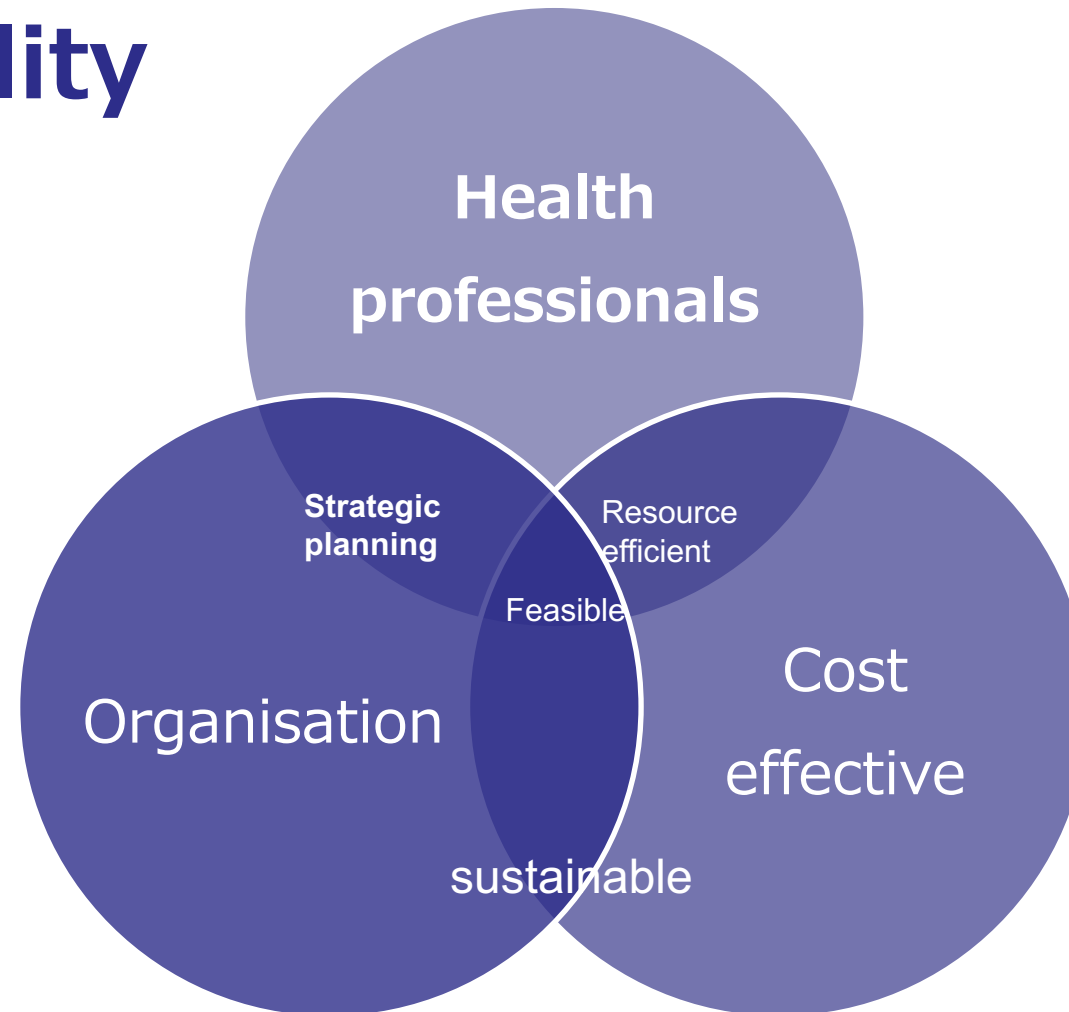 lity
Health
professionals
Strategic
planning
Resource
efficient
Feasible
Cost
effective
Organisation
sustainable